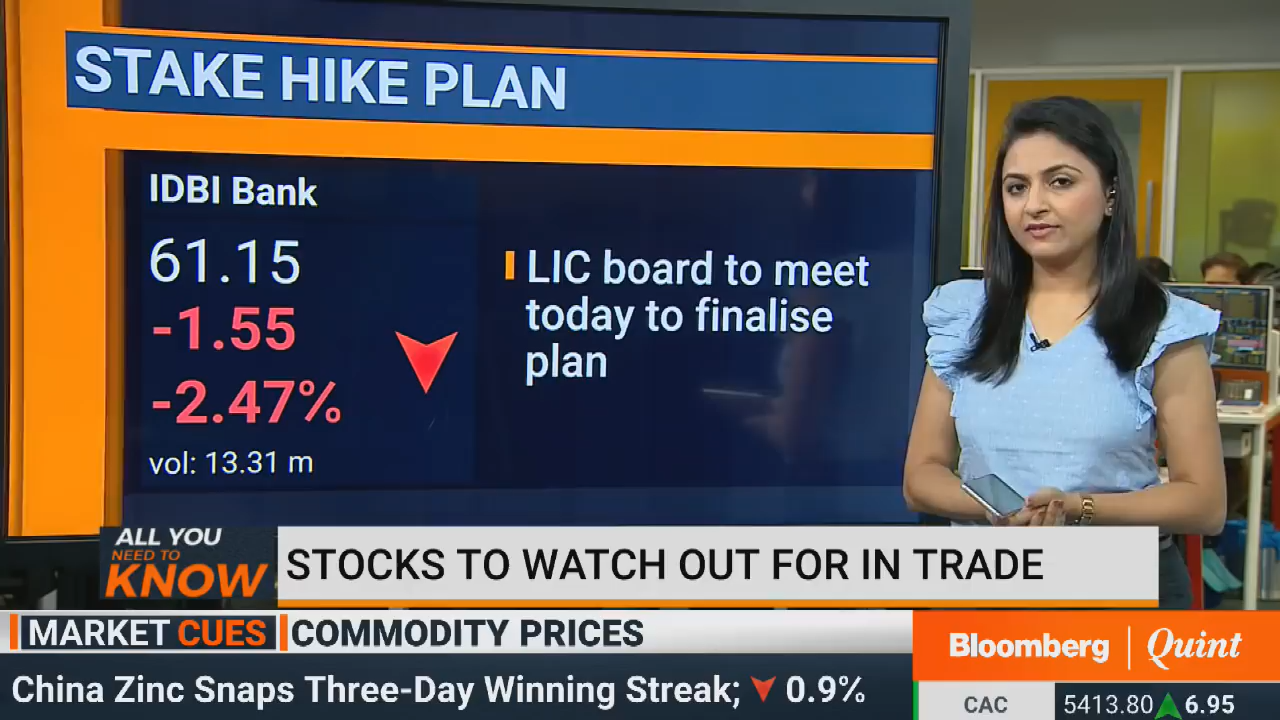 STAKE HIKE PLAN
IDBI Bank
61.15
-1.55
-2.47%
vol: 13.31 m
LIC board to meet
today to finalise
plan
ALL YOU
NEED TO
KNOW
STOCKS TO WATCH OUT FOR IN TRADE
MARKET CUES COMMODITY PRICES
Bloomberg | Quint
China Zinc Snaps Three-Day Winning Streak; 0.9%
CAC 5413.80 6.95